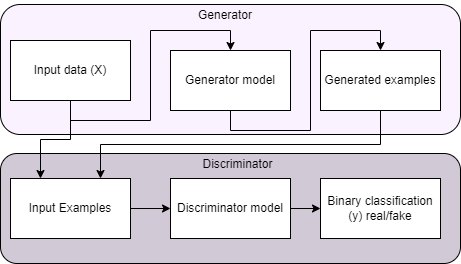 Generator
Input data (X)
Generator model
Generated examples
Discriminator
Input Examples
Discriminator model
Binary classification
(y) real/fake